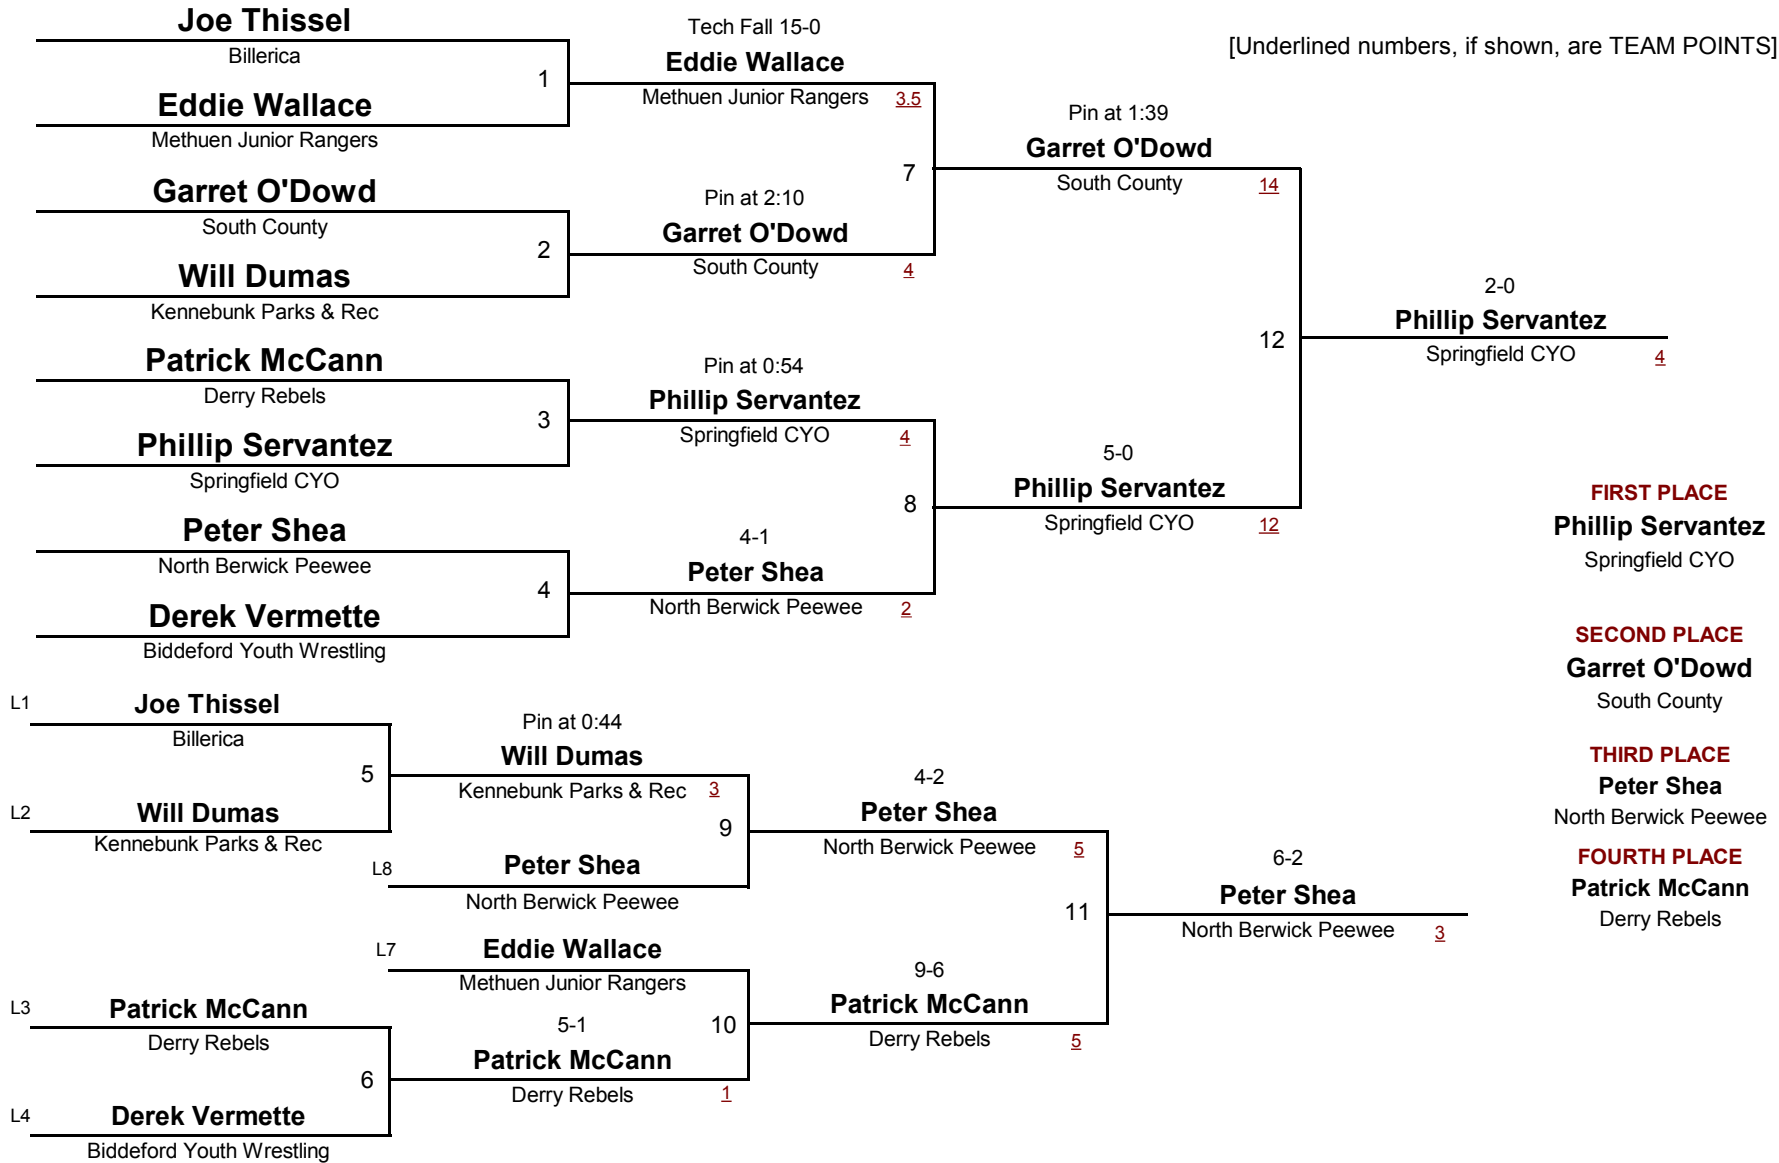 Joe Thissel
Billerica
1
Eddie Wallace
Methuen Junior Rangers
Garret O'Dowd
South County
2
Will Dumas
Kennebunk Parks & Rec
Patrick McCann
Derry Rebels
3
Phillip Servantez
Springfield CYO
Peter Shea
North Berwick Peewee
4
Derek Vermette
Biddeford Youth Wrestling
Tech Fall 15-0
Eddie Wallace
Methuen Junior Rangers 3.5
7
Pin at 2:10
Garret O'Dowd
South County 4
Pin at 0:54
Phillip Servantez
Springfield CYO 4
8
4-1
Peter Shea
North Berwick Peewee 2
[Underlined numbers, if shown, are TEAM POINTS]
Pin at 1:39
Garret O'Dowd
South County 14
12
5-0
Phillip Servantez
Springfield CYO 12
2-0
Phillip Servantez
Springfield CYO 4
FIRST PLACE
Phillip Servantez
Springfield CYO
SECOND PLACE
Garret O'Dowd
South County
THIRD PLACE
Peter Shea
North Berwick Peewee
FOURTH PLACE
Patrick McCann
Derry Rebels
L1 Joe Thissel
Billerica
5
L2 Will Dumas
Kennebunk Parks & Rec
L3 Patrick McCann
Derry Rebels
6
L4 Derek Vermette
Biddeford Youth Wrestling
Pin at 0:44
Will Dumas
Kennebunk Parks & Rec 3
9
L8 Peter Shea
North Berwick Peewee
L7 Eddie Wallace
Methuen Junior Rangers
10
5-1
Patrick McCann
Derry Rebels 1
4-2
Peter Shea
North Berwick Peewee 5
11
9-6
Patrick McCann
Derry Rebels 5
6-2
Peter Shea
North Berwick Peewee 3